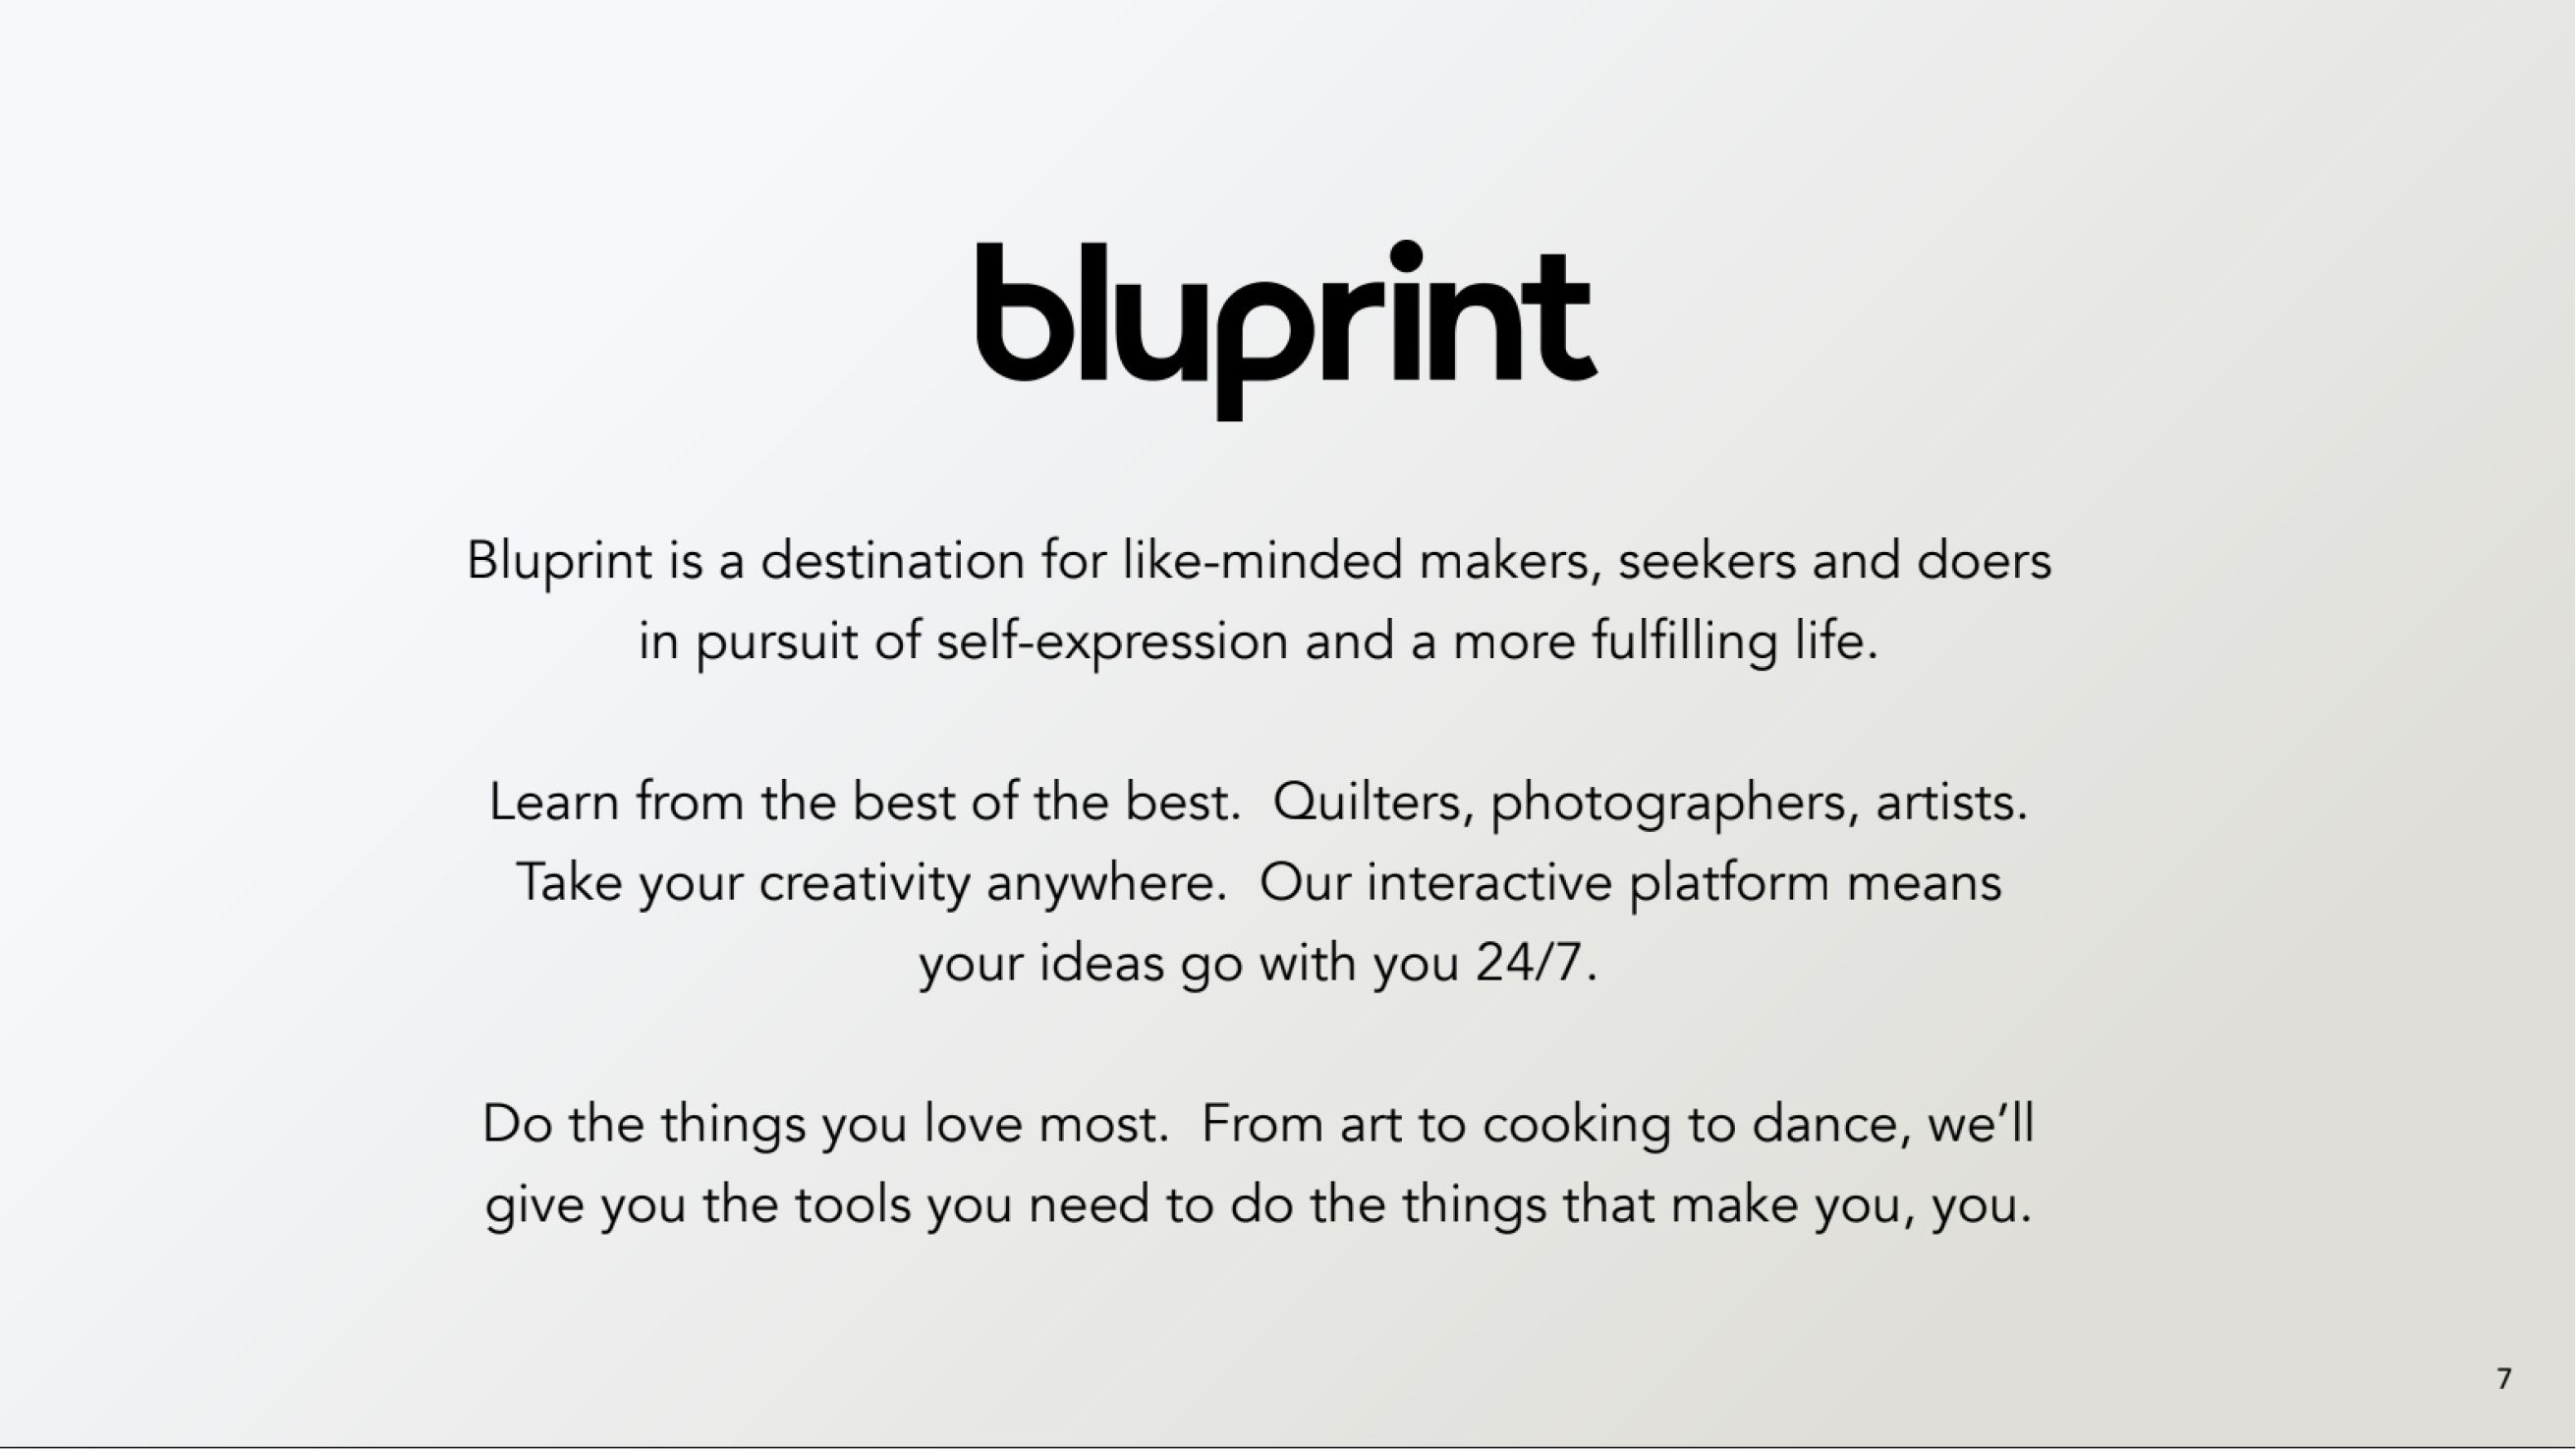 bluprint
Bluprint is a destination for like-minded makers, seekers and doers
in pursuit of self-expression and a more fulfilling life.
Learn from the best of the best.  Quilters, photographers, artists.
Take your creativity anywhere.  Our interactive platform means
your ideas go with you 24/7.
Do the things you love most.  From art to cooking to dance, we’ll
give you the tools you need to do the things that make you, you.
7